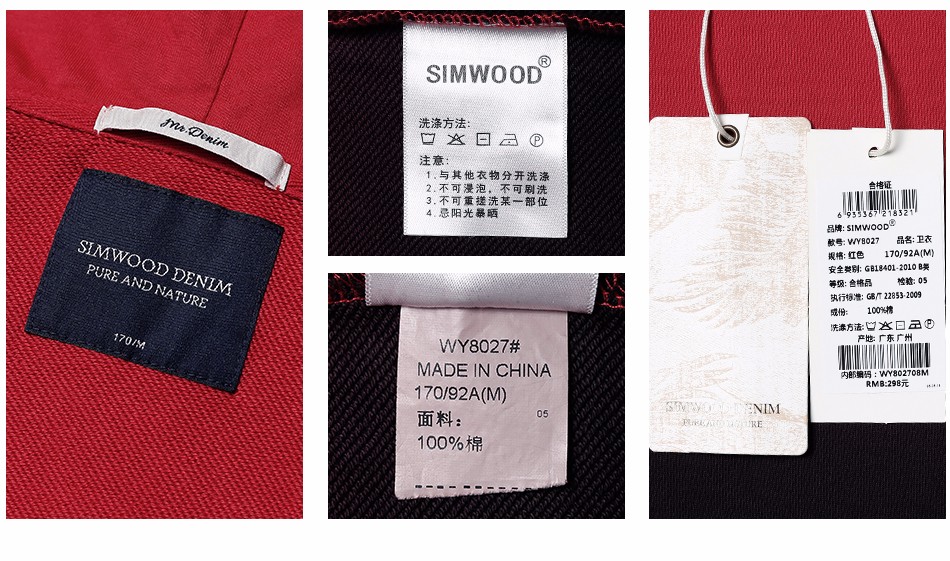 Mr. Denim
SIMWOOD DENIM
PURE AND NATURE
170/M
SIMWOOD®
洗涤方法:
注意:
1.与其他衣物分开洗涤
2.不可浸泡，不可刷洗
3.不可重搓洗某一部位
4.忌阳光暴晒
WY8027#
MADE IN CHINA
170/92A(M)
面料: 05
100%棉
SIMWOOD DENIM
PURE AND NATURE
合格证
6 935367 218321
品牌: SIMWOOD®
款号: WY8027 品名: 卫衣
规格: 红色 170/92A(M)
安全类别: GB18401-2010 B类
等级: 合格品 检验: 05
执行标准: GB/T 22853-2009
成份: 100%棉
洗涤方法:
产地: 广东 广州
内部编码: WY802708M
RMB:298元